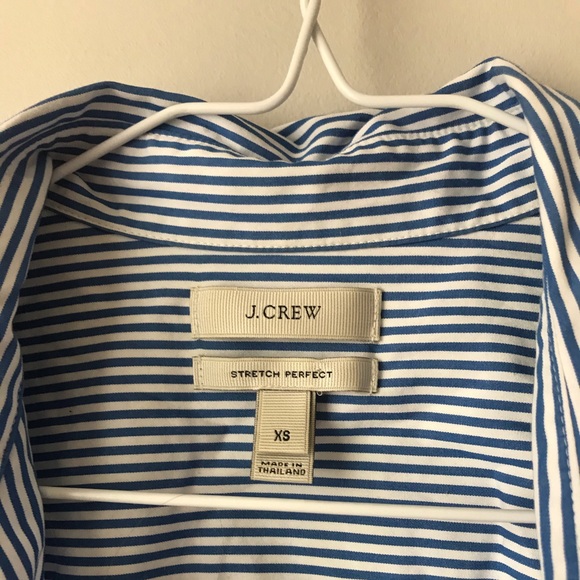 J.CREW
STRETCH PERFECT
XS
MADE IN
THAILAND